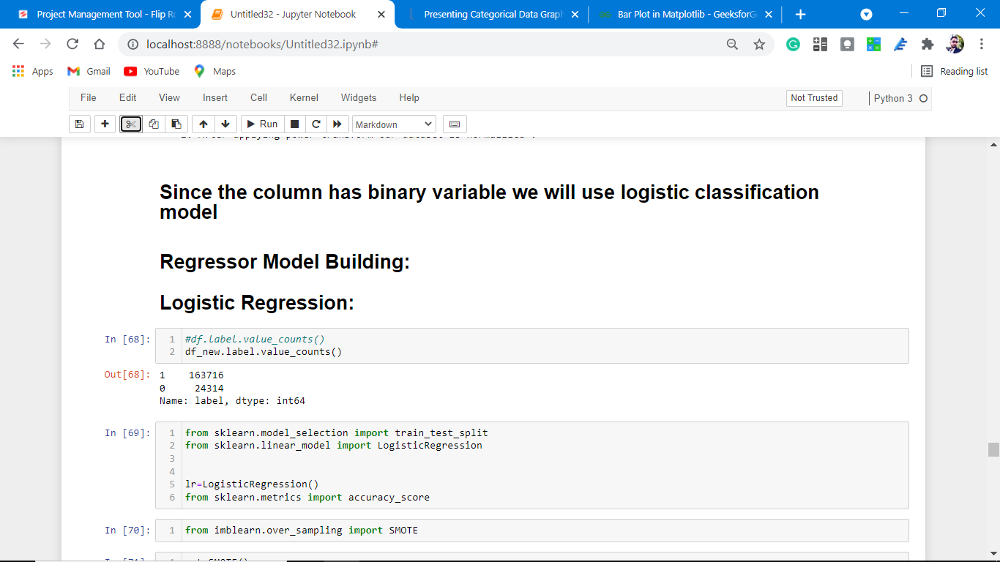 Project Management Tool - Flip Ro
Untitled32 - Jupyter Notebook
Presenting Categorical Data Graph
Bar Plot in Matplotlib - GeeksforG
localhost:8888/notebooks/Untitled32.ipynb#
Apps
Gmail
YouTube
Maps
Reading list
File Edit View Insert Cell Kernel Widgets Help
Not Trusted
Python 3
Run
Markdown
Since the column has binary variable we will use logistic classification
model
Regressor Model Building:
Logistic Regression:
In [68]:
1 #df.label.value_counts()
2 df_new.label.value_counts()
Out[68]:
1 163716
0 24314
Name: label, dtype: int64
In [69]:
1 from sklearn.model_selection import train_test_split
2 from sklearn.linear_model import LogisticRegression
3
4
5 lr=LogisticRegression()
6 from sklearn.metrics import accuracy_score
In [70]:
1 from imblearn.over_sampling import SMOTE